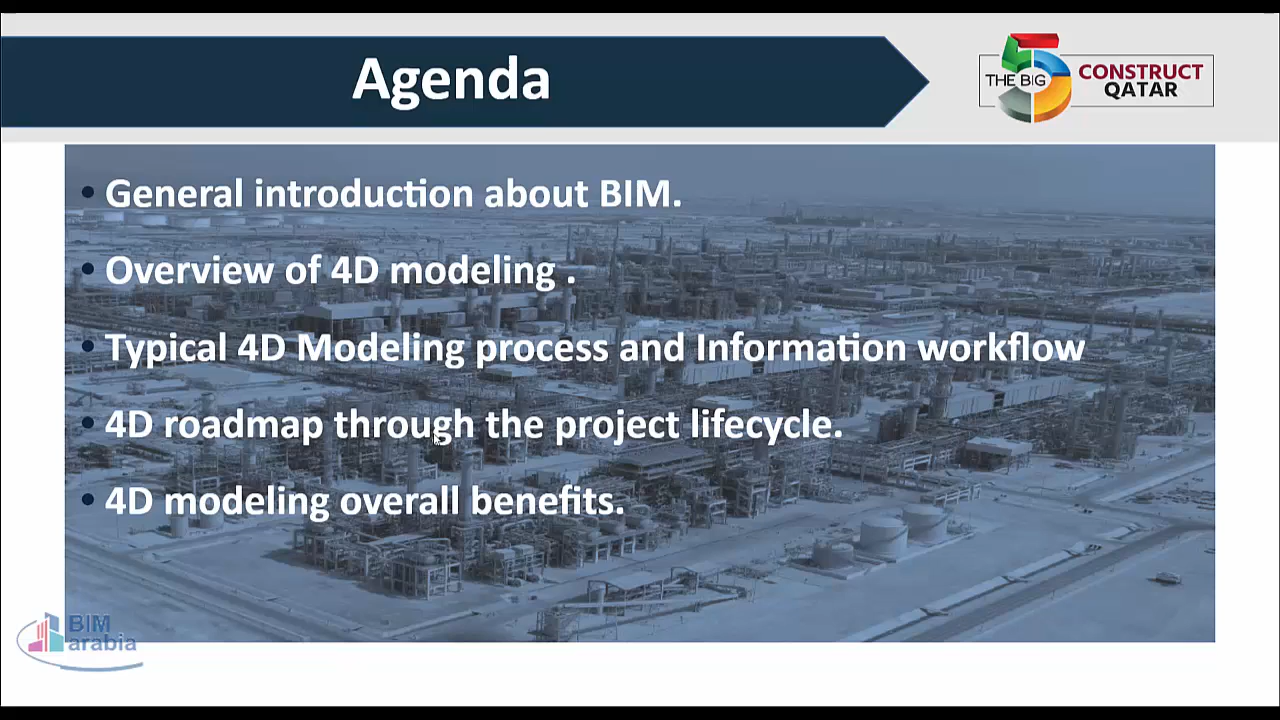 Agenda
THE BIG 5
CONSTRUCT
QATAR
• General introduction about BIM.
• Overview of 4D modeling .
• Typical 4D Modeling process and Information workflow
• 4D roadmap through the project lifecycle.
• 4D modeling overall benefits.
BIM
arabia